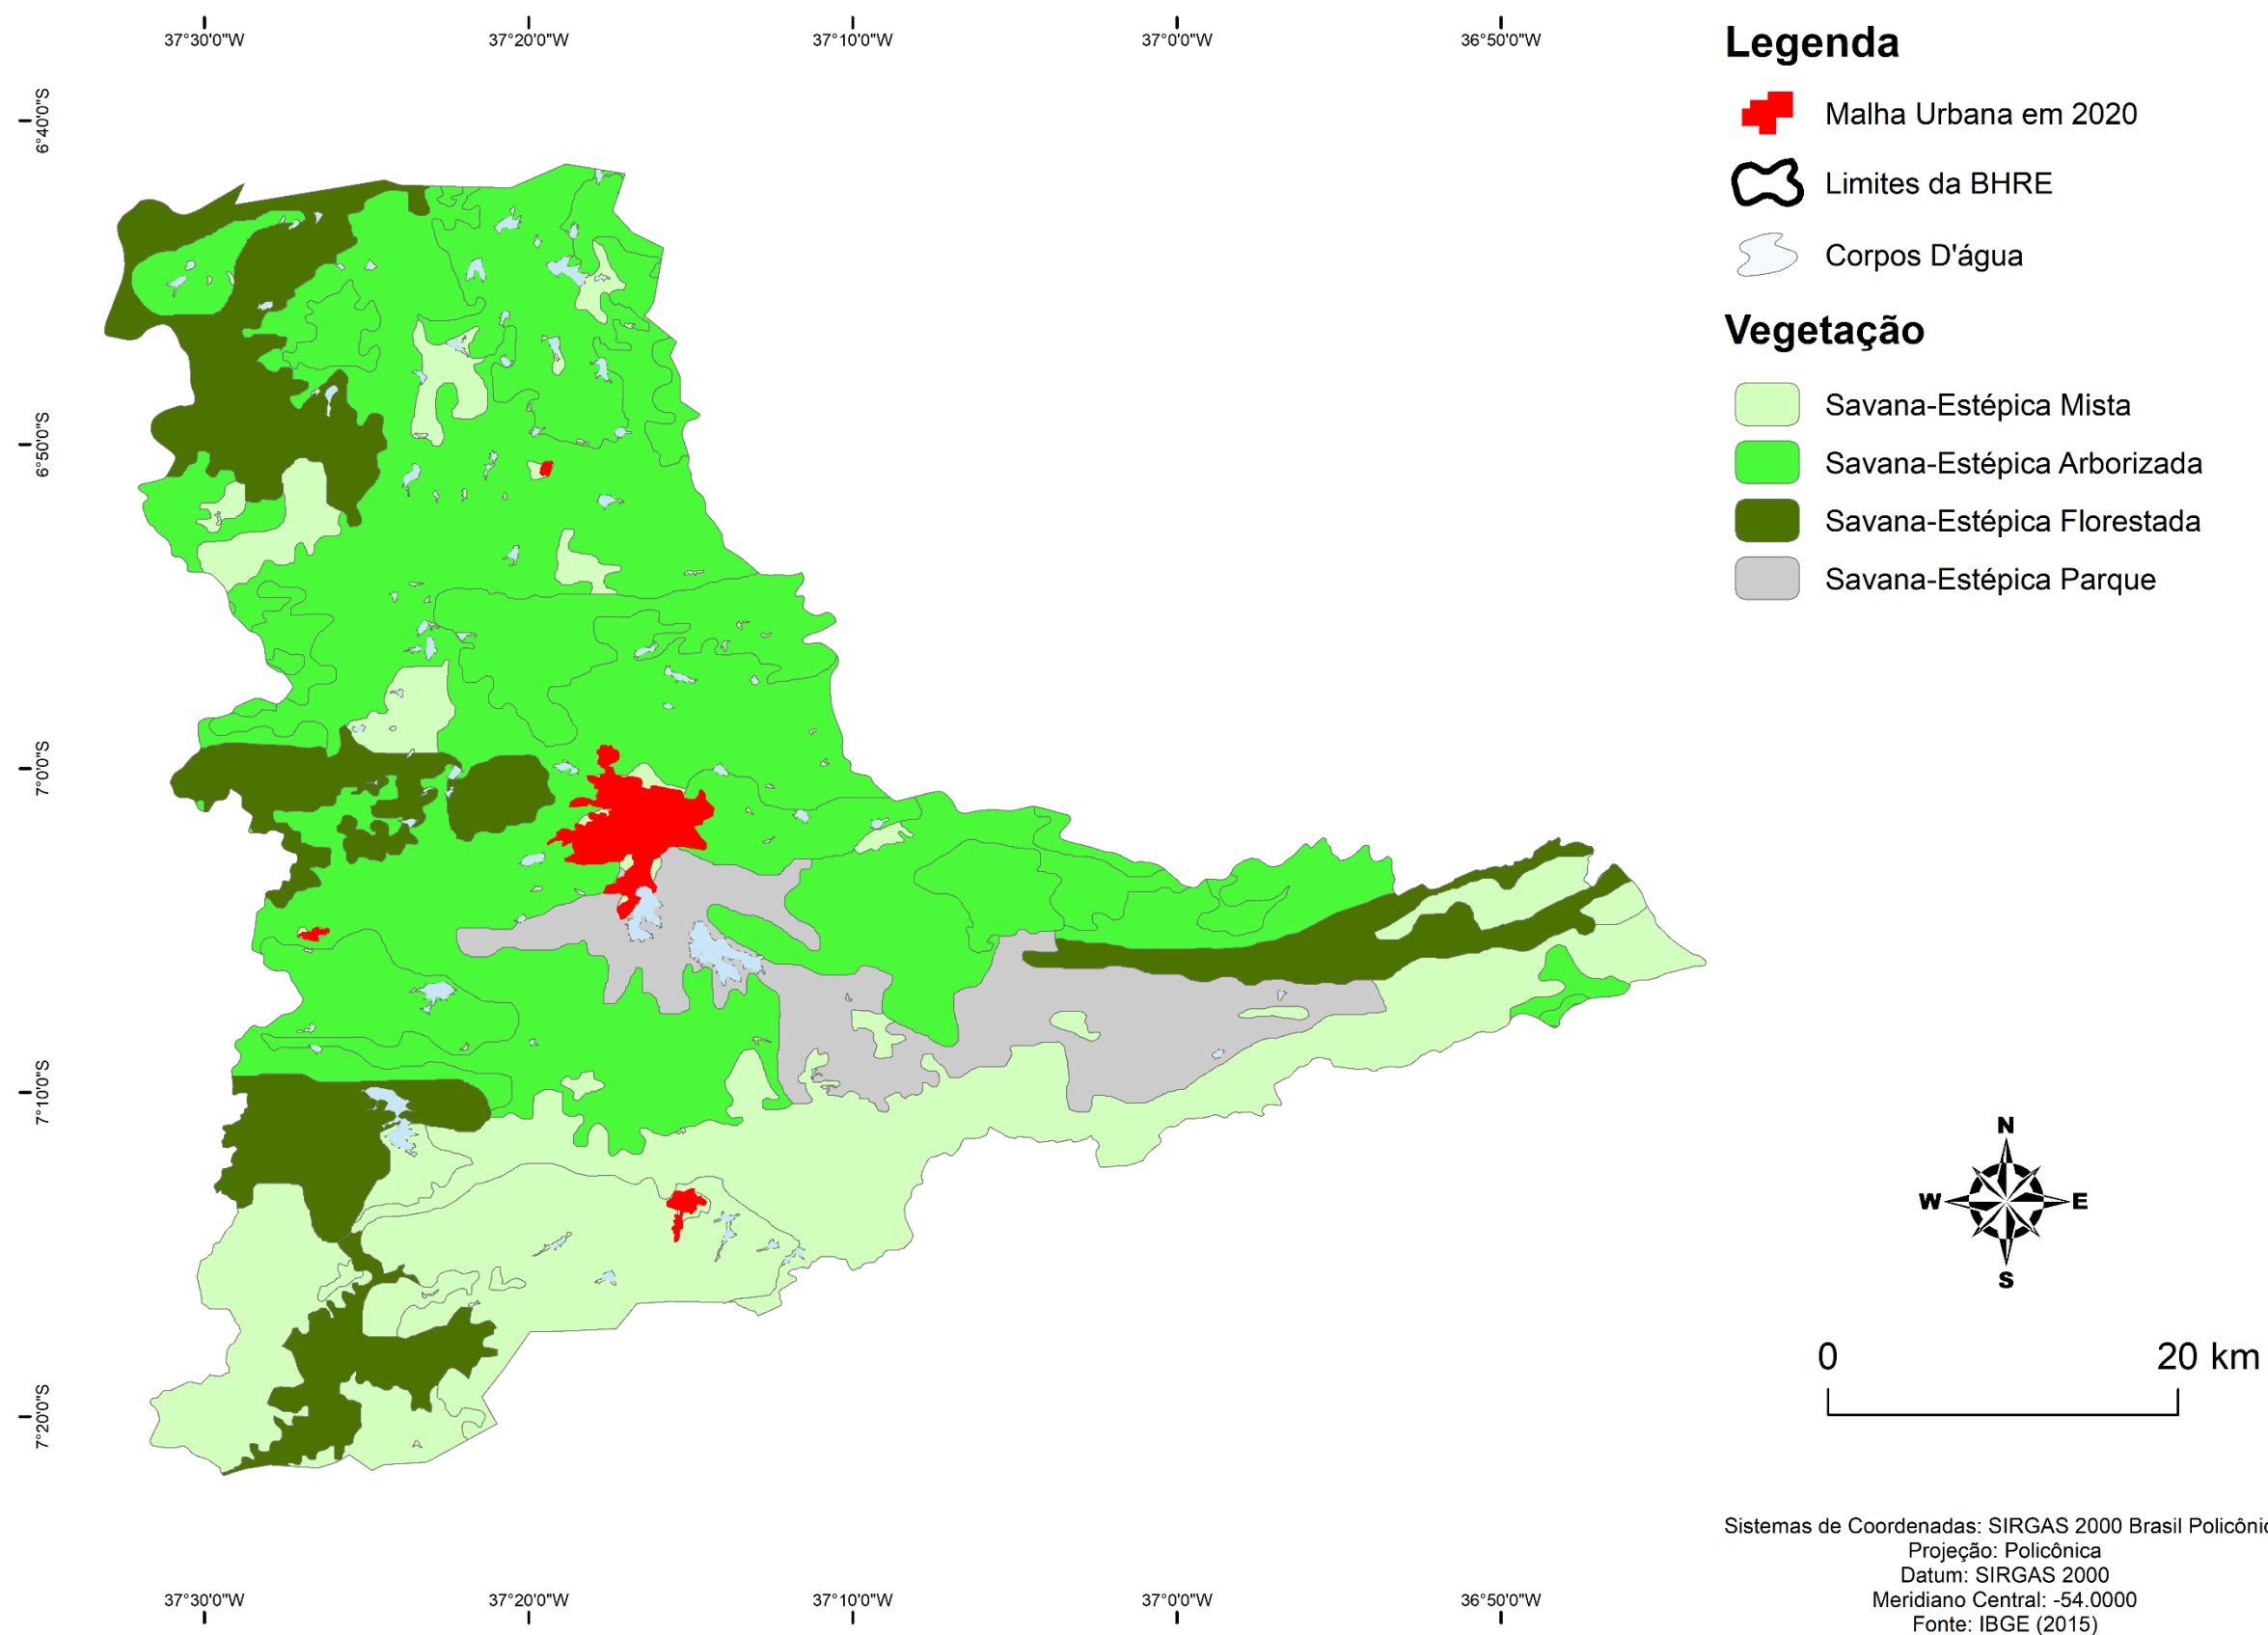 37°30'0"W
37°20'0"W
37°10'0"W
37°0'0"W
36°50'0"W
Legenda
Malha Urbana em 2020
Limites da BHRE
Corpos D'água
Vegetação
Savana-Estépica Mista
Savana-Estépica Arborizada
Savana-Estépica Florestada
Savana-Estépica Parque
6°40'0"S
6°50'0"S
7°0'0"S
7°10'0"S
7°20'0"S
N
W
E
S
0
20 km
Sistemas de Coordenadas: SIRGAS 2000 Brasil Policônic
Projeção: Policônica
Datum: SIRGAS 2000
Meridiano Central: -54.0000
Fonte: IBGE (2015)
37°30'0"W
37°20'0"W
37°10'0"W
37°0'0"W
36°50'0"W